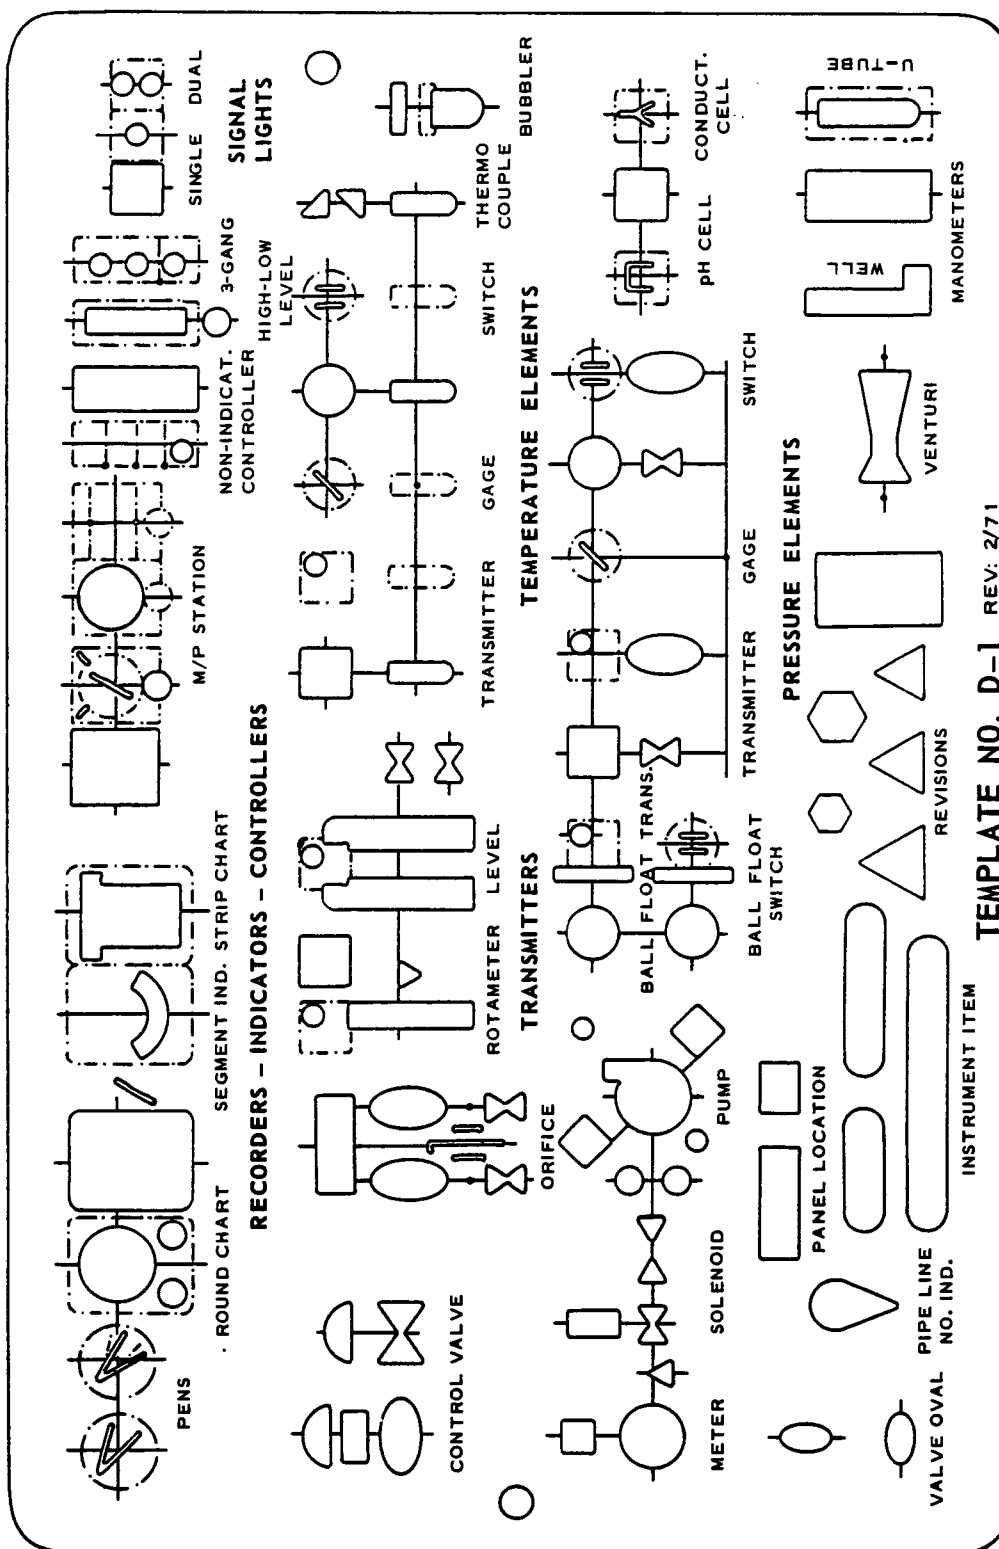 PENS
ROUND CHART
SEGMENT IND.
STRIP CHART
M/P STATION
NON-INDICAT.
CONTROLLER
3-GANG
SINGLE
DUAL
SIGNAL
LIGHTS
RECORDERS – INDICATORS – CONTROLLERS
HIGH-LOW
LEVEL
CONTROL VALVE
ORIFICE
ROTAMETER
LEVEL
TRANSMITTERS
TRANSMITTER
GAGE
SWITCH
THERMO
COUPLE
BUBBLER
TEMPERATURE ELEMENTS
METER
SOLENOID
PUMP
BALL FLOAT TRANS.
BALL FLOAT
SWITCH
TRANSMITTER
GAGE
SWITCH
PRESSURE ELEMENTS
pH CELL
CONDUCT.
CELL
VALVE OVAL
PIPE LINE
NO. IND.
PANEL LOCATION
INSTRUMENT ITEM
REVISIONS
VENTURI
WELL
U-TUBE
MANOMETERS
TEMPLATE NO. D-1 REV: 2/71